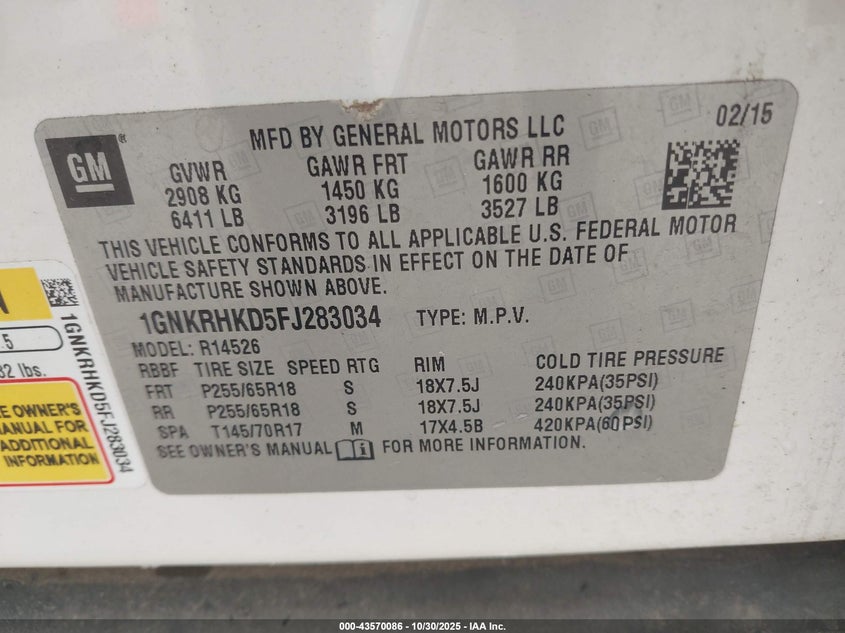 GM
MFD BY GENERAL MOTORS LLC
02/15
GVWR GAWR FRT GAWR RR
2908 KG 1450 KG 1600 KG
6411 LB 3196 LB 3527 LB
THIS VEHICLE CONFORMS TO ALL APPLICABLE U.S. FEDERAL MOTOR
VEHICLE SAFETY STANDARDS IN EFFECT ON THE DATE OF
MANUFACTURE SHOWN ABOVE.
1GNKRHKD5FJ283034 TYPE: M.P.V.
MODEL: R14526
RBBF TIRE SIZE SPEED RTG RIM COLD TIRE PRESSURE
FRT P255/65R18 S 18X7.5J 240KPA(35PSI)
RR P255/65R18 S 18X7.5J 240KPA(35PSI)
SPA T145/70R17 M 17X4.5B 420KPA(60PSI)
SEE OWNER'S MANUAL FOR MORE INFORMATION.
1GNKRHKD5FJ283034
5
32 lbs.
SEE OWNER'S
MANUAL FOR
ADDITIONAL
INFORMATION
000-43570086 - 10/30/2025 - IAA Inc.